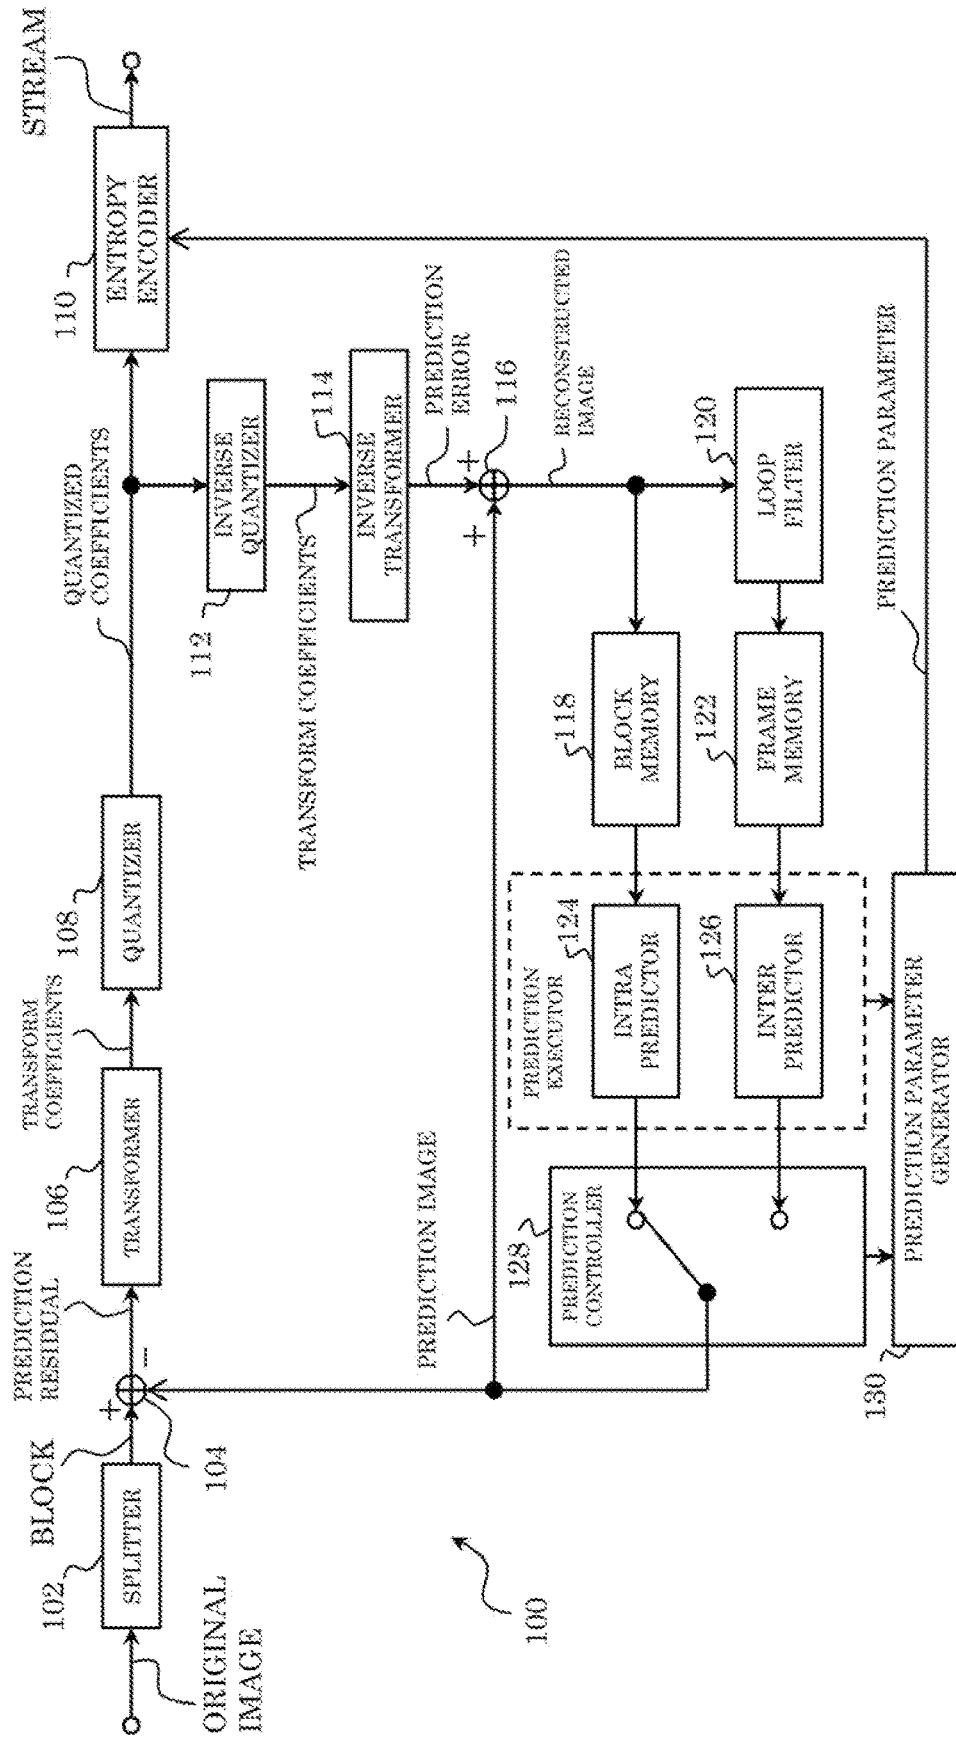 ORIGINAL
IMAGE
102
SPLITTER
BLOCK
104
+
−
PREDICTION
RESIDUAL
106
TRANSFORMER
TRANSFORM
COEFFICIENTS
108
QUANTIZER
QUANTIZED
COEFFICIENTS
110
ENTROPY
ENCODER
STREAM
112
INVERSE
QUANTIZER
TRANSFORM COEFFICIENTS
114
INVERSE
TRANSFORMER
PREDICTION
ERROR
+
+
116
RECONSTRUCTED
IMAGE
PREDICTION IMAGE
118
BLOCK
MEMORY
120
LOOP
FILTER
122
FRAME
MEMORY
PREDICTION
EXECUTOR
124
INTRA
PREDICTOR
126
INTER
PREDICTOR
128
PREDICTION
CONTROLLER
130
PREDICTION PARAMETER
GENERATOR
PREDICTION PARAMETER
100